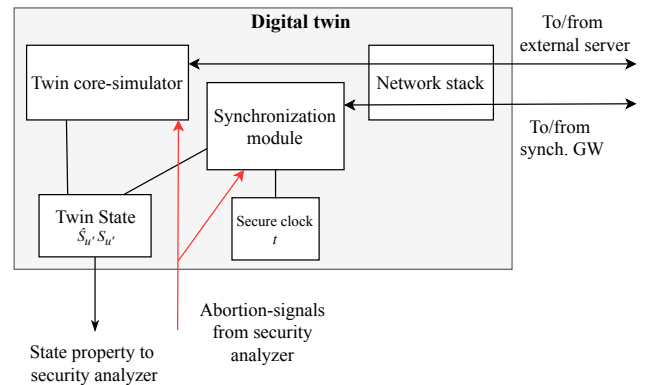 Digital twin
To/from
external server
Twin core-simulator
Network stack
Synchronization
module
To/from
synch. GW
Twin State
Ŝu' Su'
Secure clock
t
Abortion-signals
from security
analyzer
State property to
security analyzer